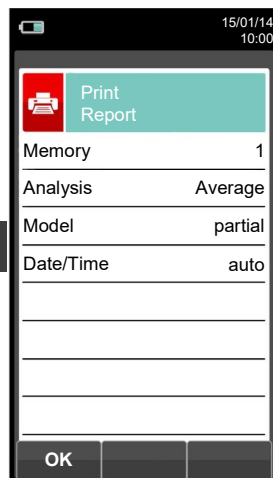 15/01/14
10:00
Print
Report
Memory 1
Analysis Average
Model partial
Date/Time auto
OK